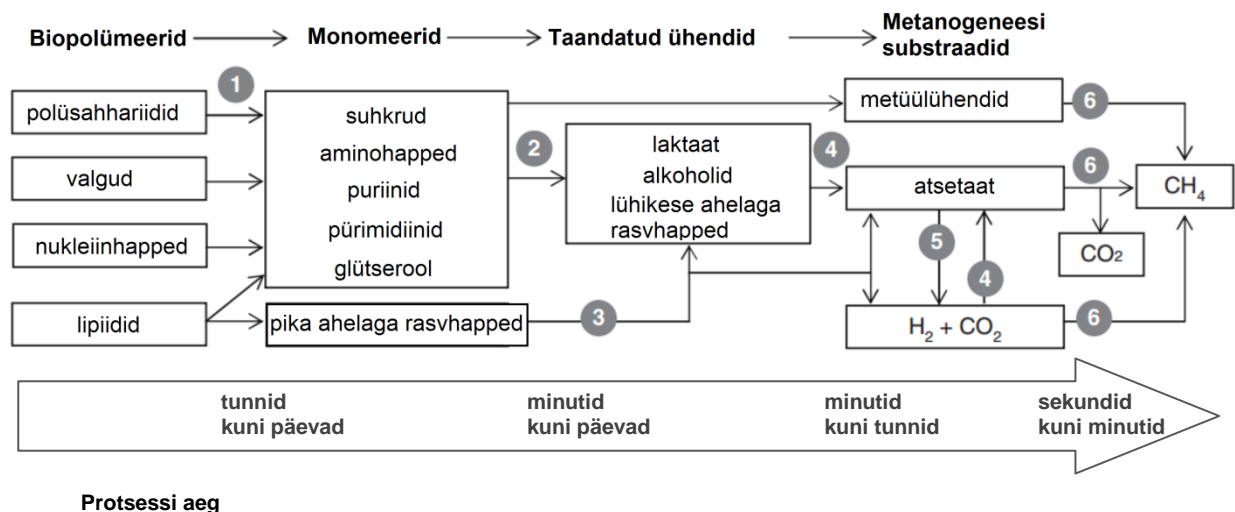 Biopolümeerid
Monomeerid
Taandatud ühendid
Metanogeneesi
substraadid
1
polüsahhariidid
valgud
nukleiinhapped
lipiidid
suhkrud
aminohapped
puriinid
pürimidiinid
glütserool
pika ahelaga rasvhapped
2
3
laktaat
alkoholid
lühikese ahelaga
rasvhapped
4
metüülühendid
atsetaat
5
4
H₂ + CO₂
6
6
6
CH₄
CO₂
tunnid
kuni päevad
minutid
kuni päevad
minutid
kuni tunnid
sekundid
kuni minutid
Protsessi aeg